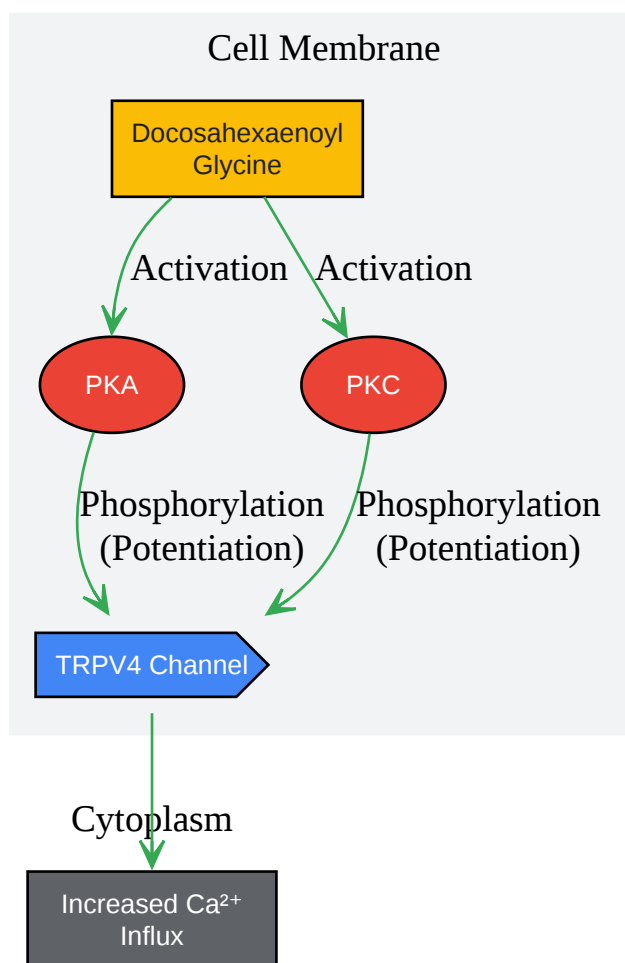 Cell Membrane
Docosahexaenoyl
Glycine
Activation
Activation
PKA
PKC
Phosphorylation
(Potentiation)
Phosphorylation
(Potentiation)
TRPV4 Channel
Cytoplasm
Increased Ca²⁺
Influx